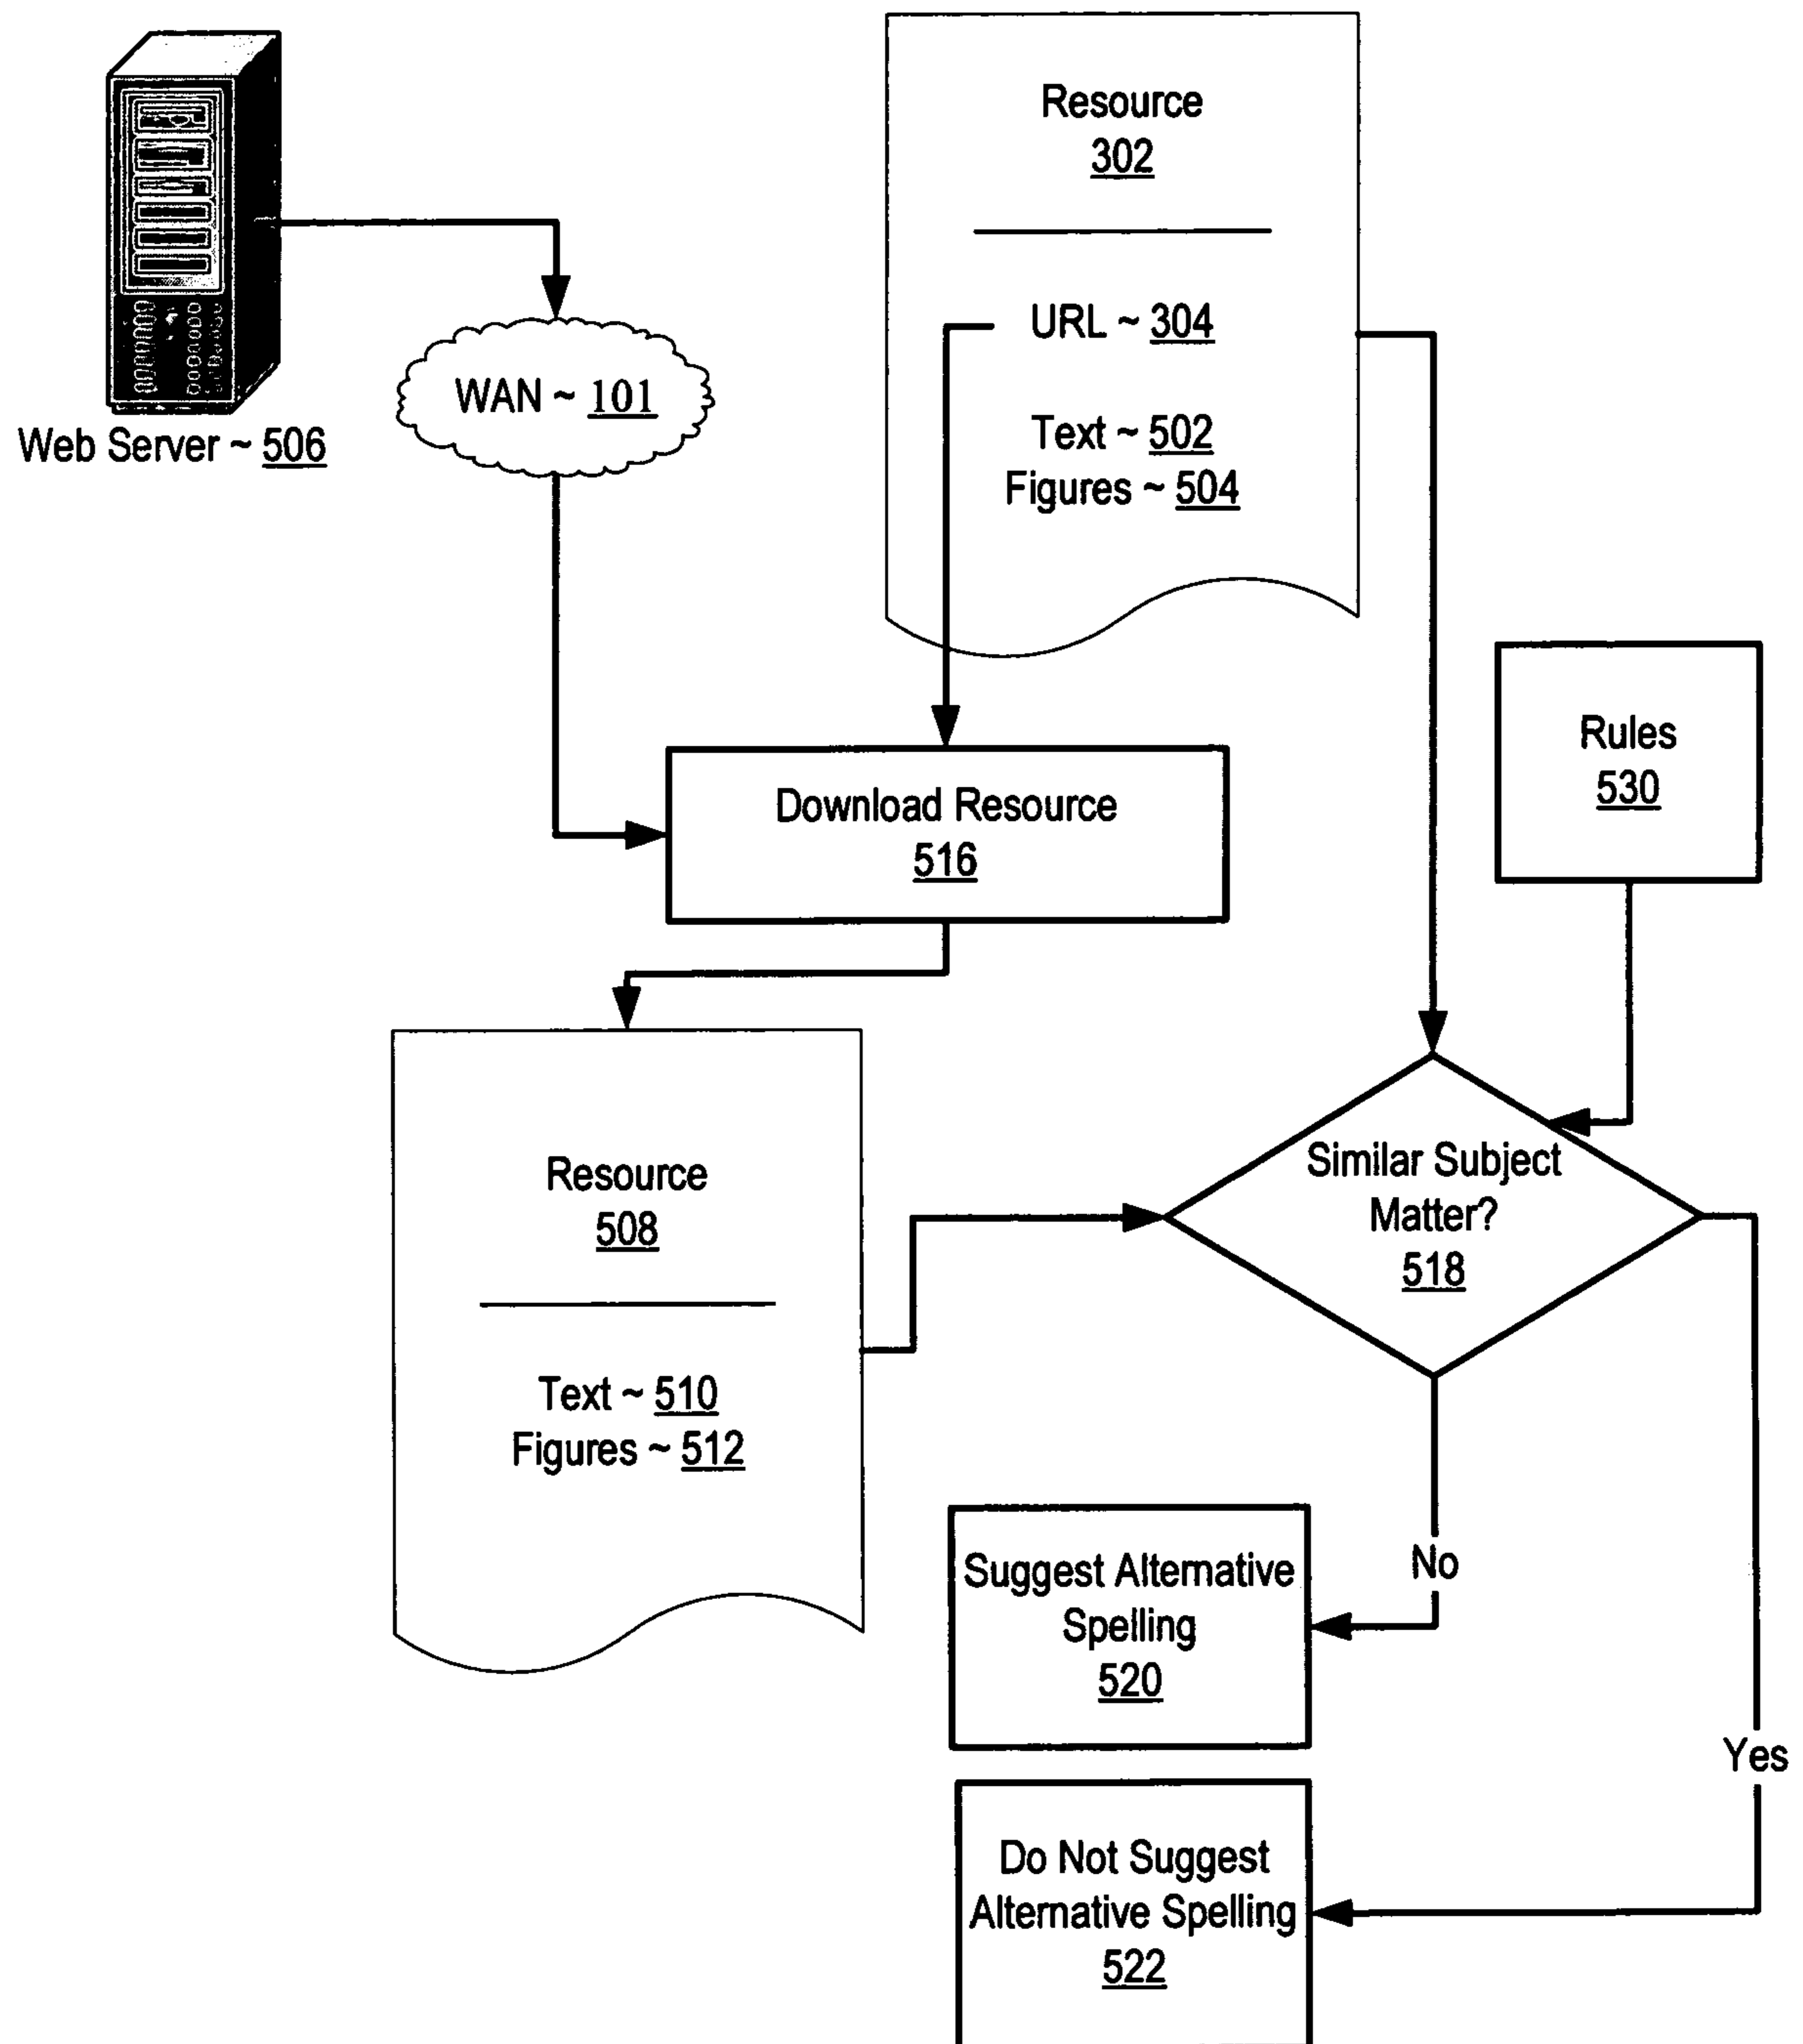 Resource
302
URL ~ 304
WAN ~ 101
Text ~ 502
Web Server ~ 506
Figures ~ 504
Rules
530
Download Resource
516
Similar Subject
Matter?
518
Resource
508
Text ~ 510
Figures ~ 512
No
Suggest Alternative
Spelling
520
Yes
Do Not Suggest
Alternative Spelling
522